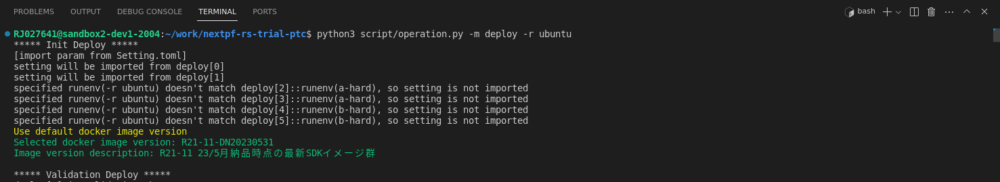 PROBLEMS OUTPUT DEBUG CONSOLE TERMINAL PORTS bash
RJ027641@sandbox2-dev1-2004:~/work/nextpf-rs-trial-ptc$ python3 script/operation.py -m deploy -r ubuntu
***** Init Deploy *****
[import param from Setting.toml]
setting will be imported from deploy[0]
setting will be imported from deploy[1]
specified runenv(-r ubuntu) doesn't match deploy[2]::runenv(a-hard), so setting is not imported
specified runenv(-r ubuntu) doesn't match deploy[3]::runenv(a-hard), so setting is not imported
specified runenv(-r ubuntu) doesn't match deploy[4]::runenv(b-hard), so setting is not imported
specified runenv(-r ubuntu) doesn't match deploy[5]::runenv(b-hard), so setting is not imported
Use default docker image version
Selected docker image version: R21-11-DN20230531
Image version description: R21-11 23/5月納品時点の最新SDKイメージ群
***** Validation Deploy *****